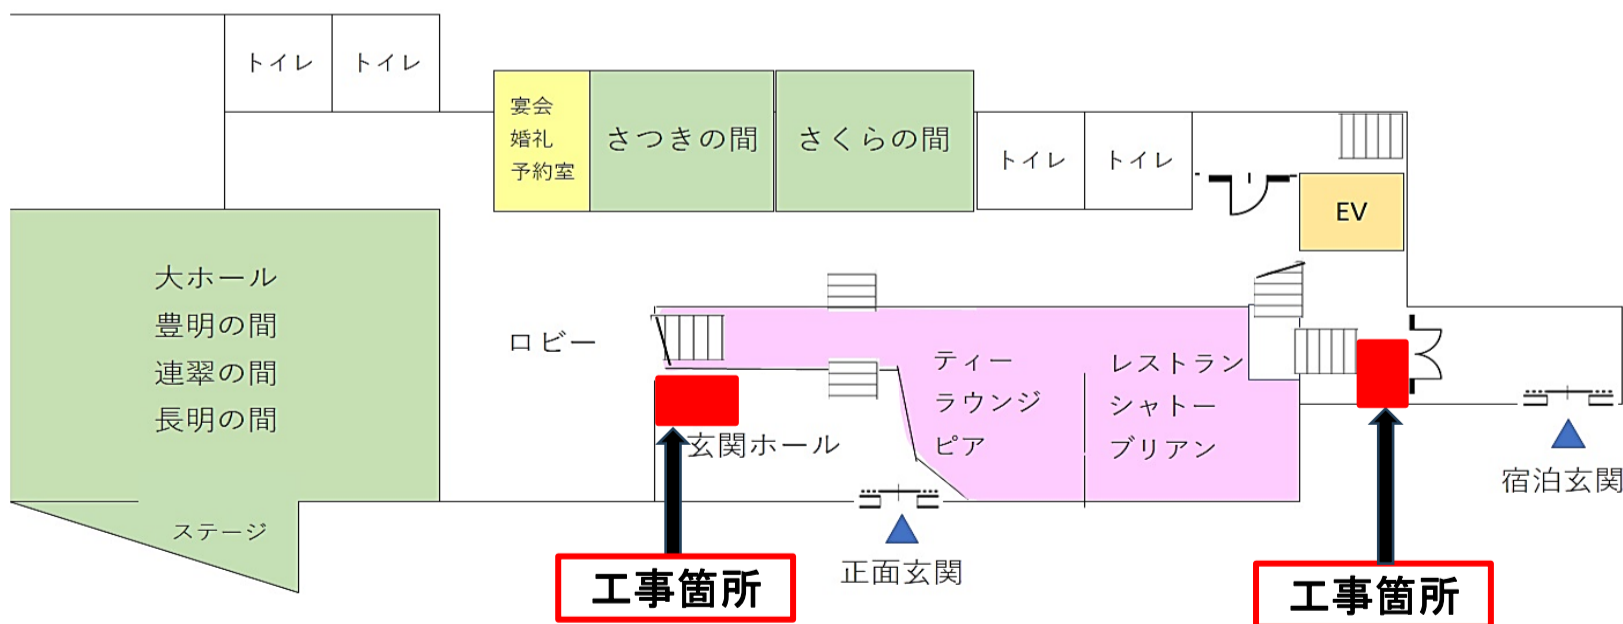 トイレ
トイレ
宴会
婚礼
予約室
さつきの間
さくらの間
トイレ
トイレ
EV
大ホール
豊明の間
連翠の間
長明の間
ステージ
ロビー
玄関ホール
ティー
ラウンジ
ピア
レストラン
シャトー
ブリアン
宿泊玄関
正面玄関
工事箇所
工事箇所